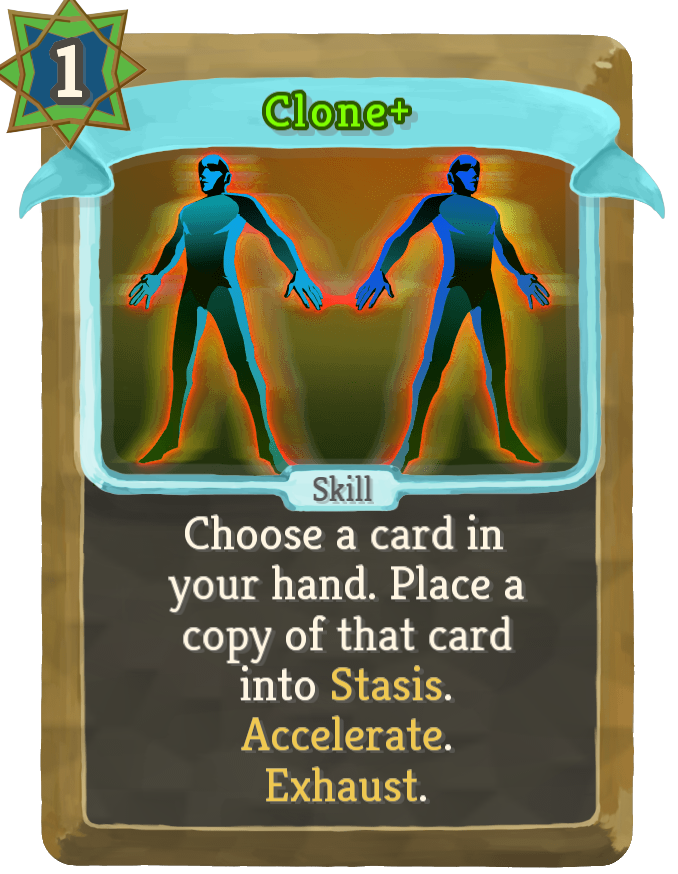 1
Clone+
Skill
Choose a card in
your hand. Place a
copy of that card
into Stasis.
Accelerate.
Exhaust.